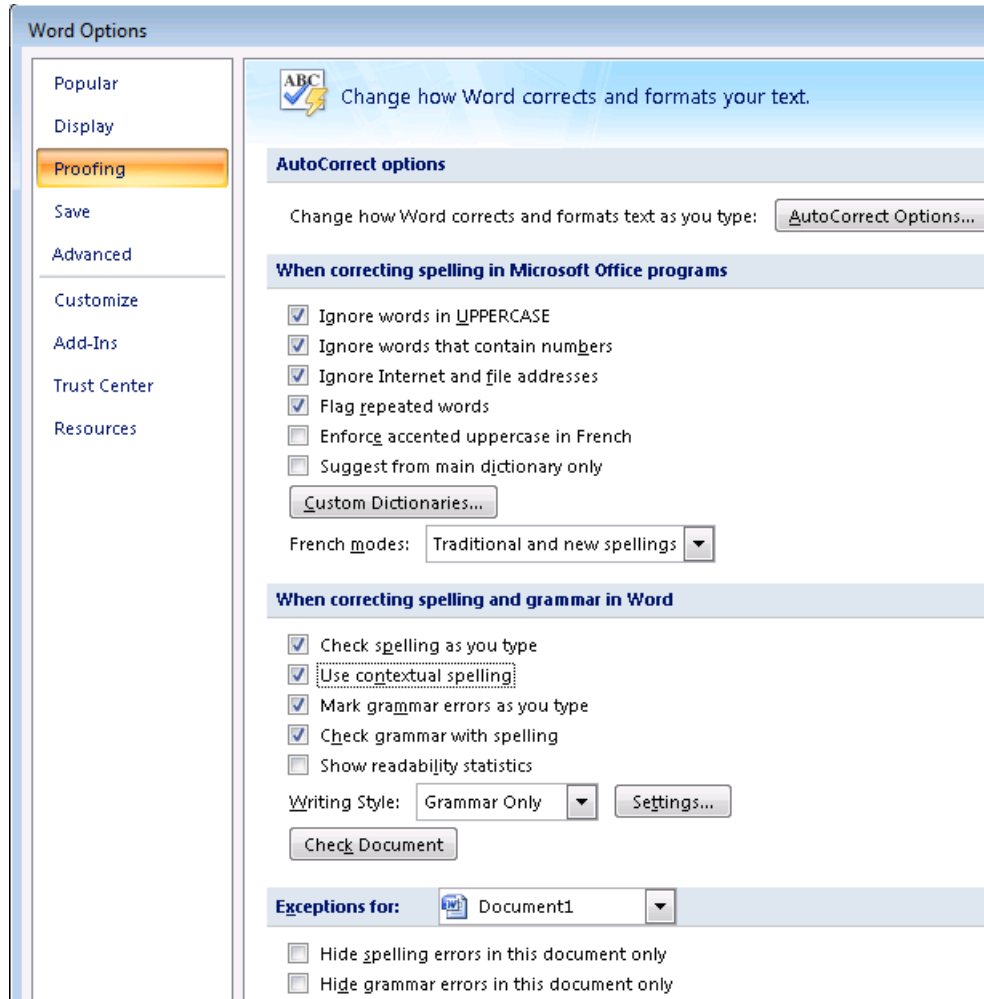 Word Options
Popular
Display
Proofing
Save
Advanced
Customize
Add-Ins
Trust Center
Resources
ABC
Change how Word corrects and formats your text.
AutoCorrect options
Change how Word corrects and formats text as you type: AutoCorrect Options...
When correcting spelling in Microsoft Office programs
Ignore words in UPPERCASE
Ignore words that contain numbers
Ignore Internet and file addresses
Flag repeated words
Enforce accented uppercase in French
Suggest from main dictionary only
Custom Dictionaries...
French modes: Traditional and new spellings
When correcting spelling and grammar in Word
Check spelling as you type
Use contextual spelling
Mark grammar errors as you type
Check grammar with spelling
Show readability statistics
Writing Style: Grammar Only Settings...
Check Document
Exceptions for: Document1
Hide spelling errors in this document only
Hide grammar errors in this document only